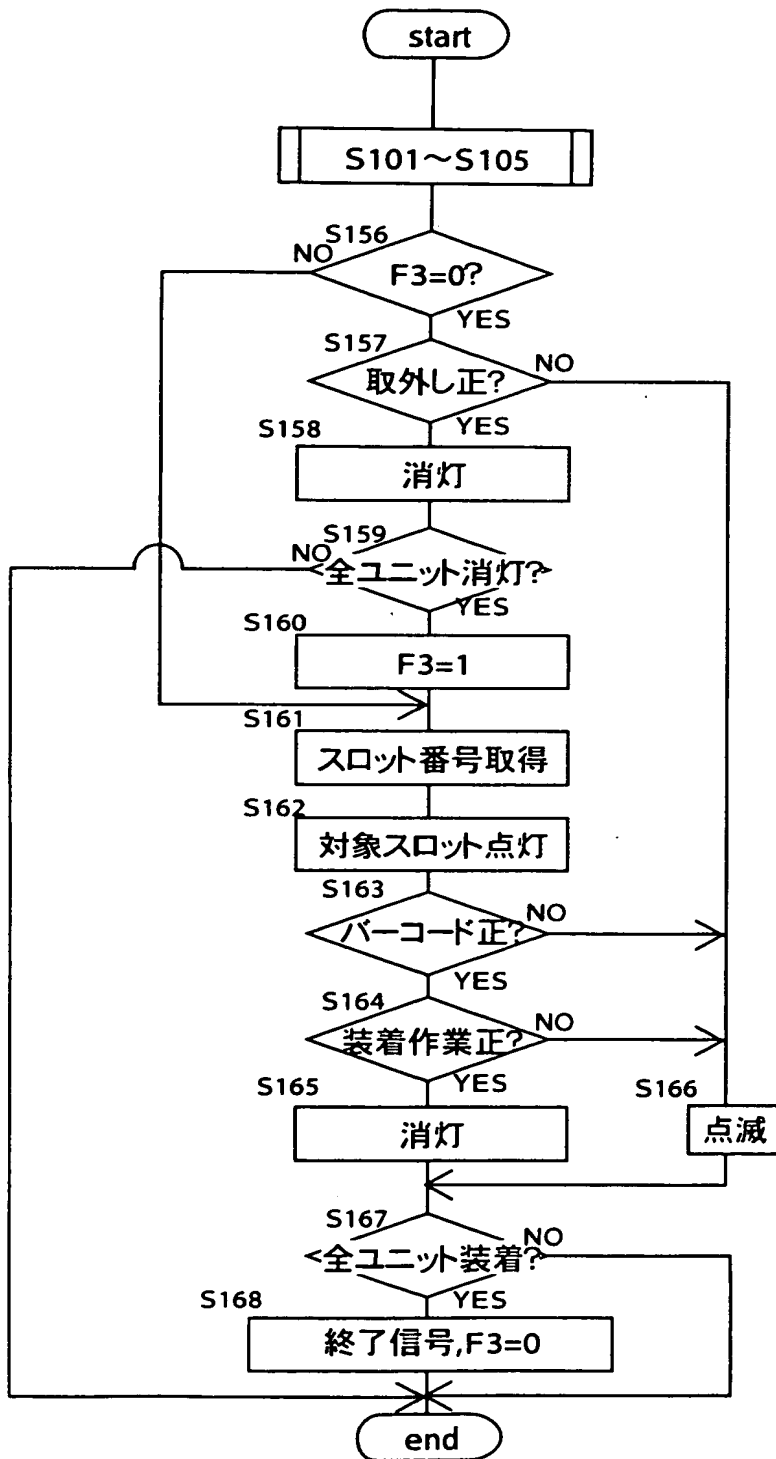 start
S101～S105
S156
NO
F3=0?
YES
S157
NO
取外し正?
YES
S158
消灯
S159
NO
全ユニット消灯?
YES
S160
F3=1
S161
スロット番号取得
S162
対象スロット点灯
S163
NO
バーコード正?
YES
S164
NO
装着作業正?
YES
S165
消灯
S166
点滅
S167
NO
全ユニット装着?
YES
S168
終了信号,F3=0
end